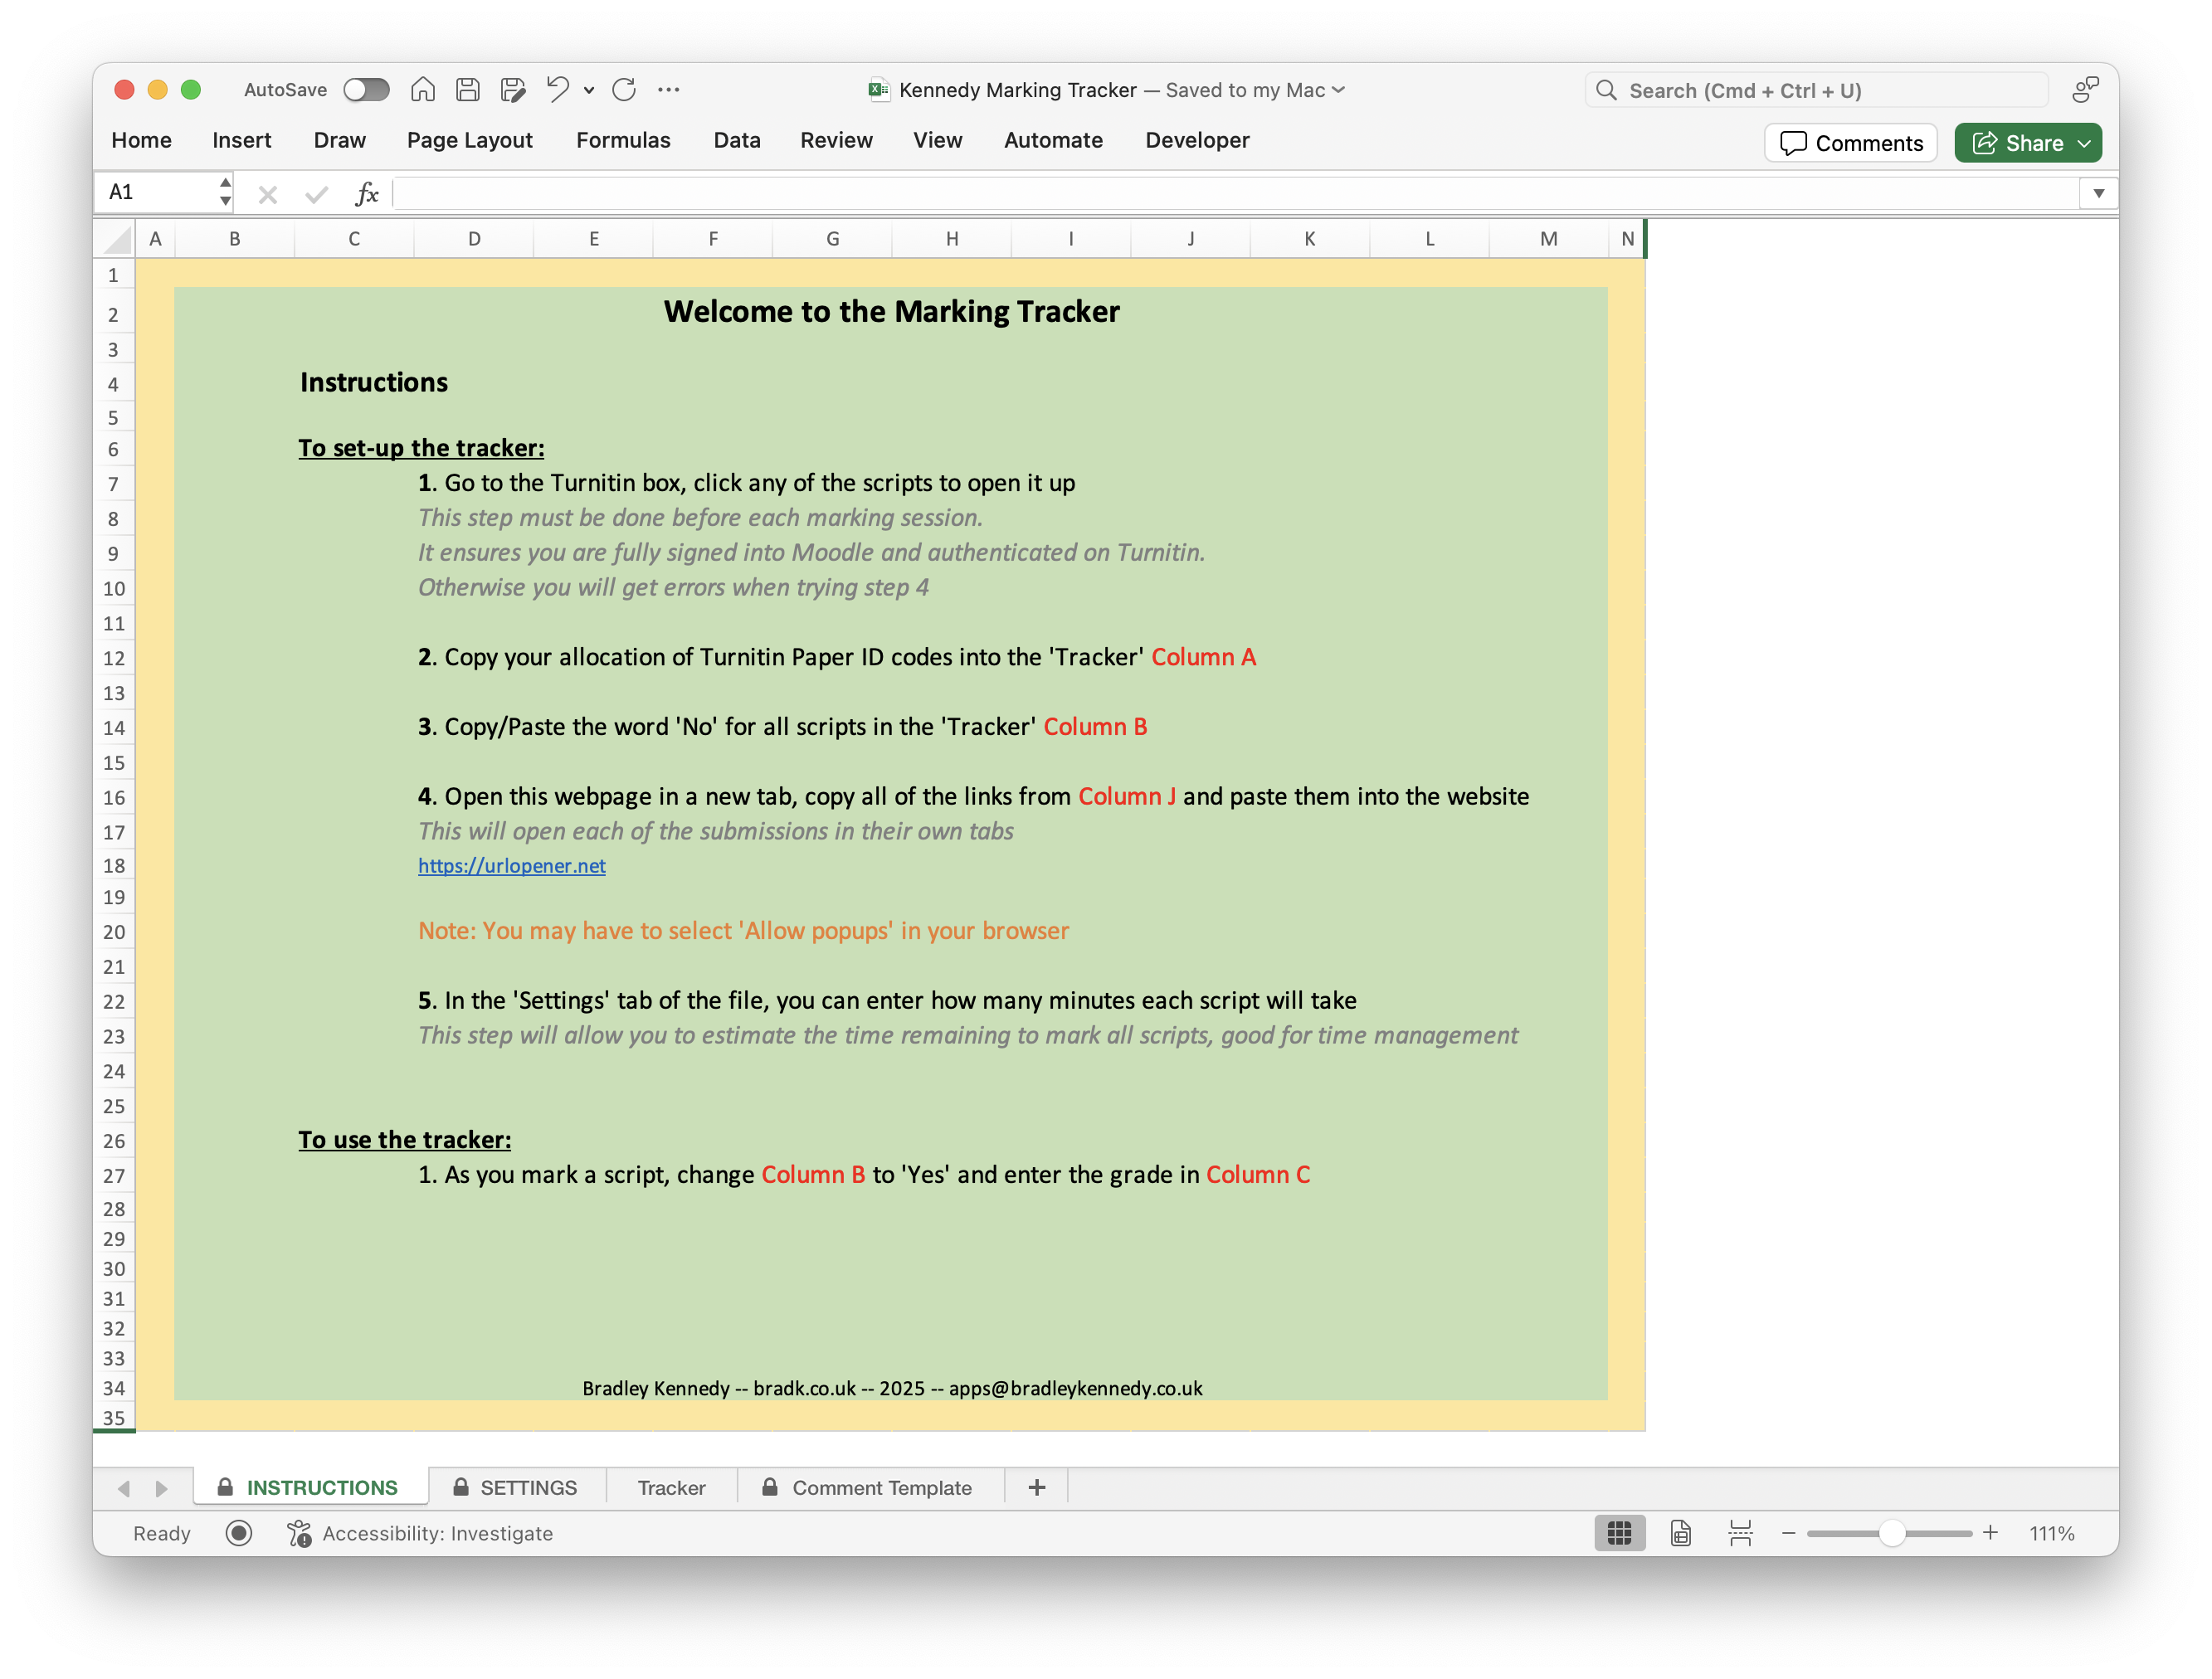 AutoSave
Kennedy Marking Tracker — Saved to my Mac
Search (Cmd + Ctrl + U)
Home Insert Draw Page Layout Formulas Data Review View Automate Developer
Comments
Share
A1
fx
A B C D E F G H I J K L M N
1
2 Welcome to the Marking Tracker
3
4 Instructions
5
6 To set-up the tracker:
7 1. Go to the Turnitin box, click any of the scripts to open it up
8 This step must be done before each marking session.
9 It ensures you are fully signed into Moodle and authenticated on Turnitin.
10 Otherwise you will get errors when trying step 4
11
12 2. Copy your allocation of Turnitin Paper ID codes into the 'Tracker' Column A
13
14 3. Copy/Paste the word 'No' for all scripts in the 'Tracker' Column B
15
16 4. Open this webpage in a new tab, copy all of the links from Column J and paste them into the website
17 This will open each of the submissions in their own tabs
18 https://urlopener.net
19
20 Note: You may have to select 'Allow popups' in your browser
21
22 5. In the 'Settings' tab of the file, you can enter how many minutes each script will take
23 This step will allow you to estimate the time remaining to mark all scripts, good for time management
24
25
26 To use the tracker:
27 1. As you mark a script, change Column B to 'Yes' and enter the grade in Column C
28
29
30
31
32
33
34 Bradley Kennedy -- bradk.co.uk -- 2025 -- apps@bradleykennedy.co.uk
35
INSTRUCTIONS SETTINGS Tracker Comment Template +
Ready Accessibility: Investigate
111%